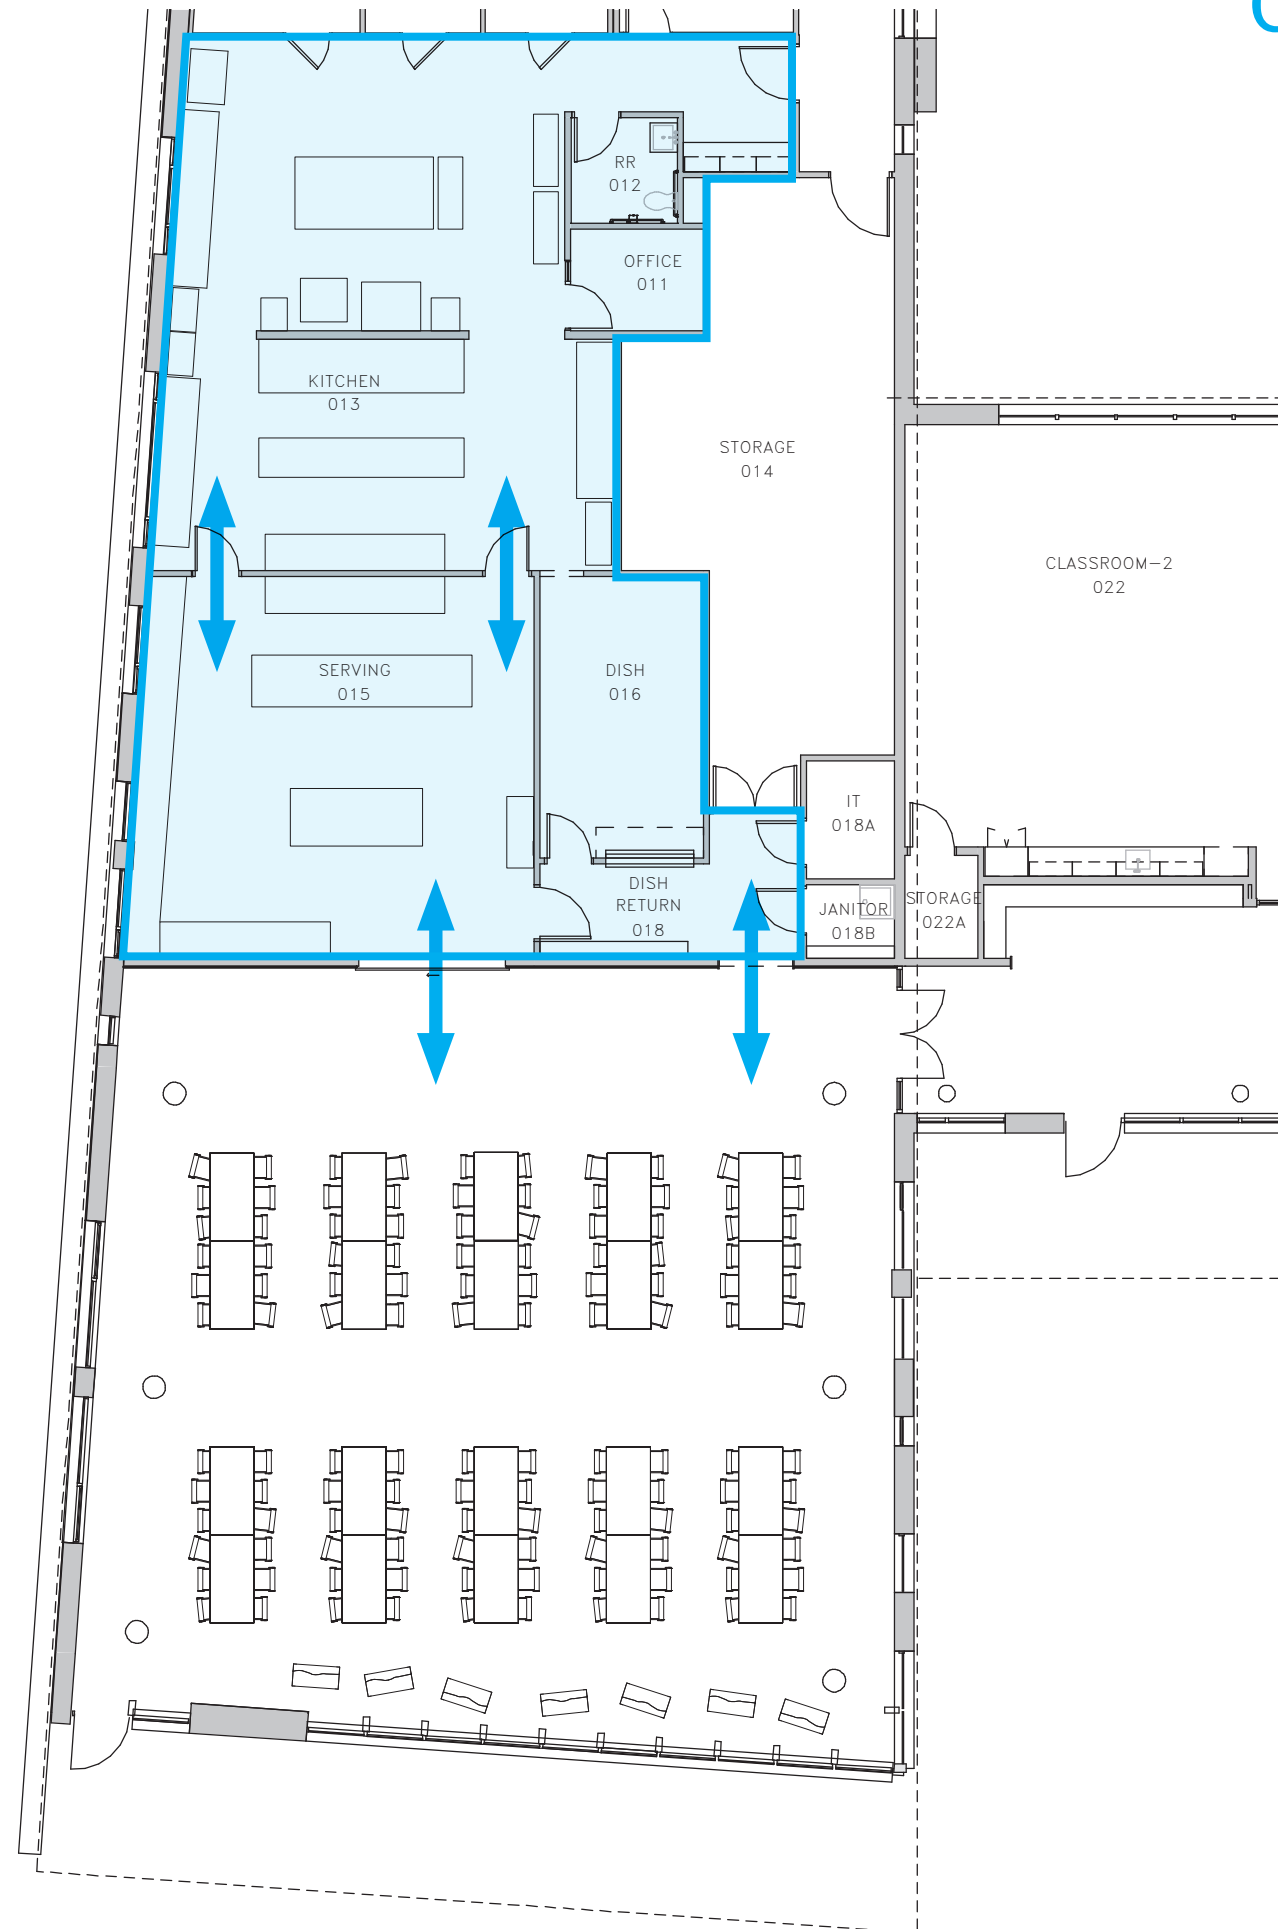 RR
012
OFFICE
011
KITCHEN
013
STORAGE
014
CLASSROOM-2
022
SERVING
015
DISH
016
IT
018A
DISH
RETURN
018
JANITOR
018B
STORAGE
022A